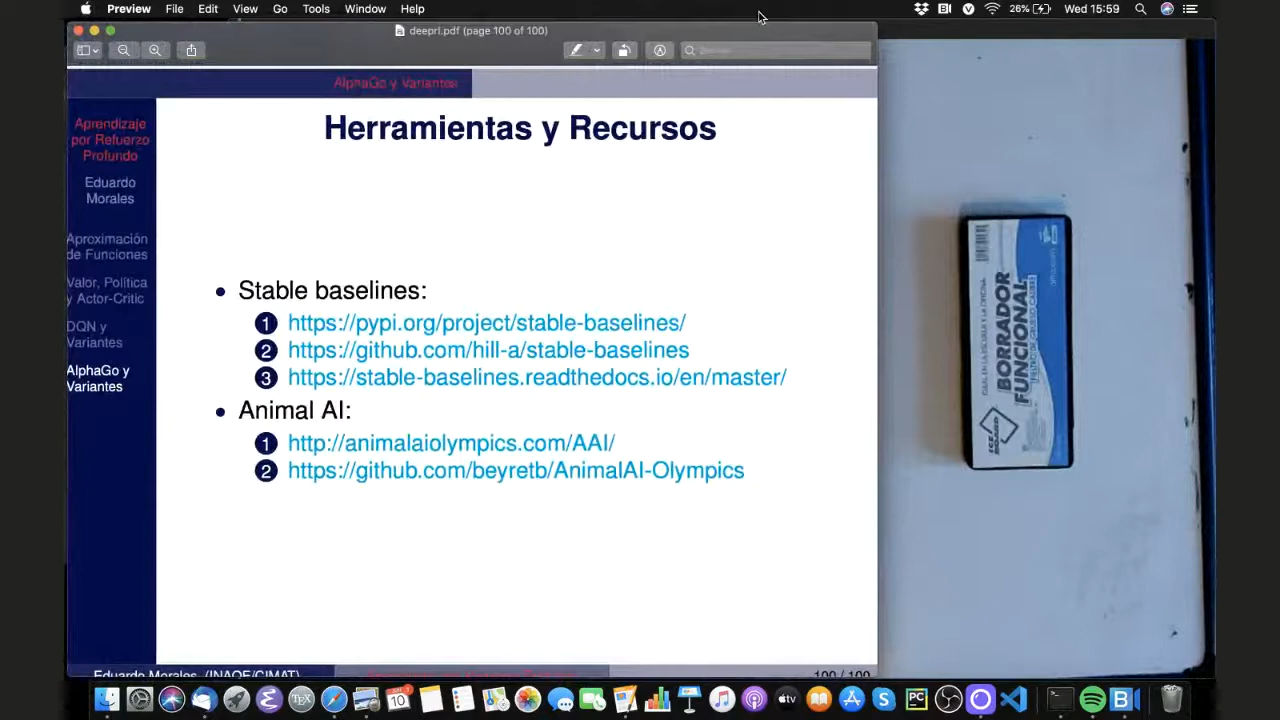 Preview File Edit View Go Tools Window Help
26% Wed 15:59
deeprl.pdf (page 100 of 100)
AlphaGo y Variantes
Aprendizaje
por Refuerzo
Profundo
Eduardo
Morales
Aproximación
de Funciones
Valor, Política
y Actor-Critic
DQN y
Variantes
AlphaGo y
Variantes
Herramientas y Recursos
Stable baselines:
1 https://pypi.org/project/stable-baselines/
2 https://github.com/hill-a/stable-baselines
3 https://stable-baselines.readthedocs.io/en/master/
Animal AI:
1 http://animalaiolympics.com/AAI/
2 https://github.com/beyretb/AnimalAI-Olympics
Eduardo Morales (INAOE/CIMAT)
100 / 100
BORRADOR
FUNCIONAL